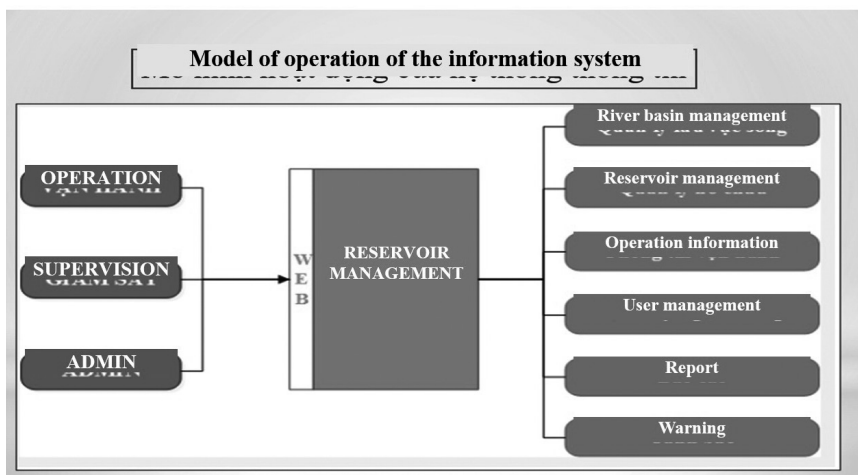 Model of operation of the information system
OPERATION
SUPERVISION
ADMIN
WEB
RESERVOIR
MANAGEMENT
River basin management
Reservoir management
Operation information
User management
Report
Warning